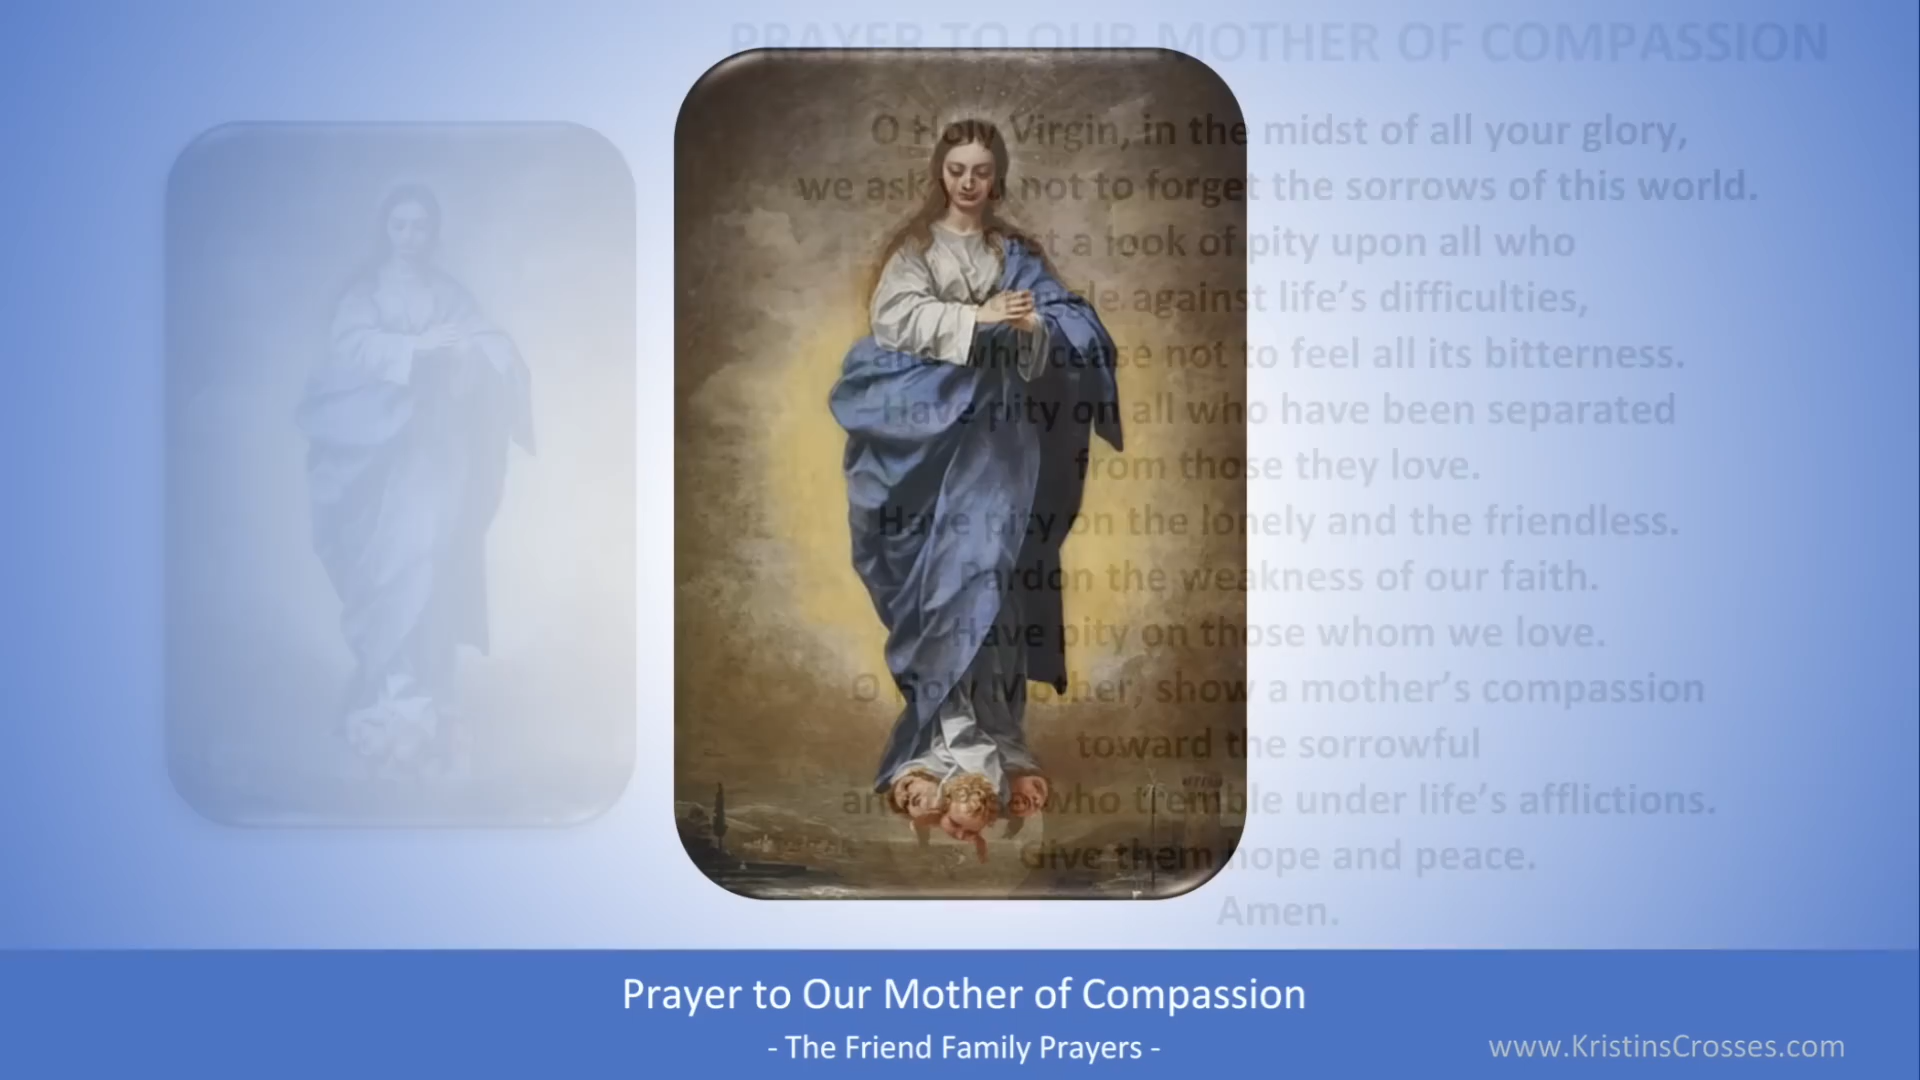 PRAYER TO OUR MOTHER OF COMPASSION
O Holy Virgin, in the midst of all your glory,
we ask not to forget the sorrows of this world.
a look of pity upon all who
against life's difficulties,
and who cease not to feel all its bitterness.
Have pity on all who have been separated
from those they love.
Have pity on the lonely and the friendless.
Pardon the weakness of our faith.
Have pity on those whom we love.
O Holy Mother, show a mother's compassion
toward the sorrowful
who tremble under life's afflictions.
Give them hope and peace.
Amen.
Prayer to Our Mother of Compassion
- The Friend Family Prayers -
www.KristinsCrosses.com